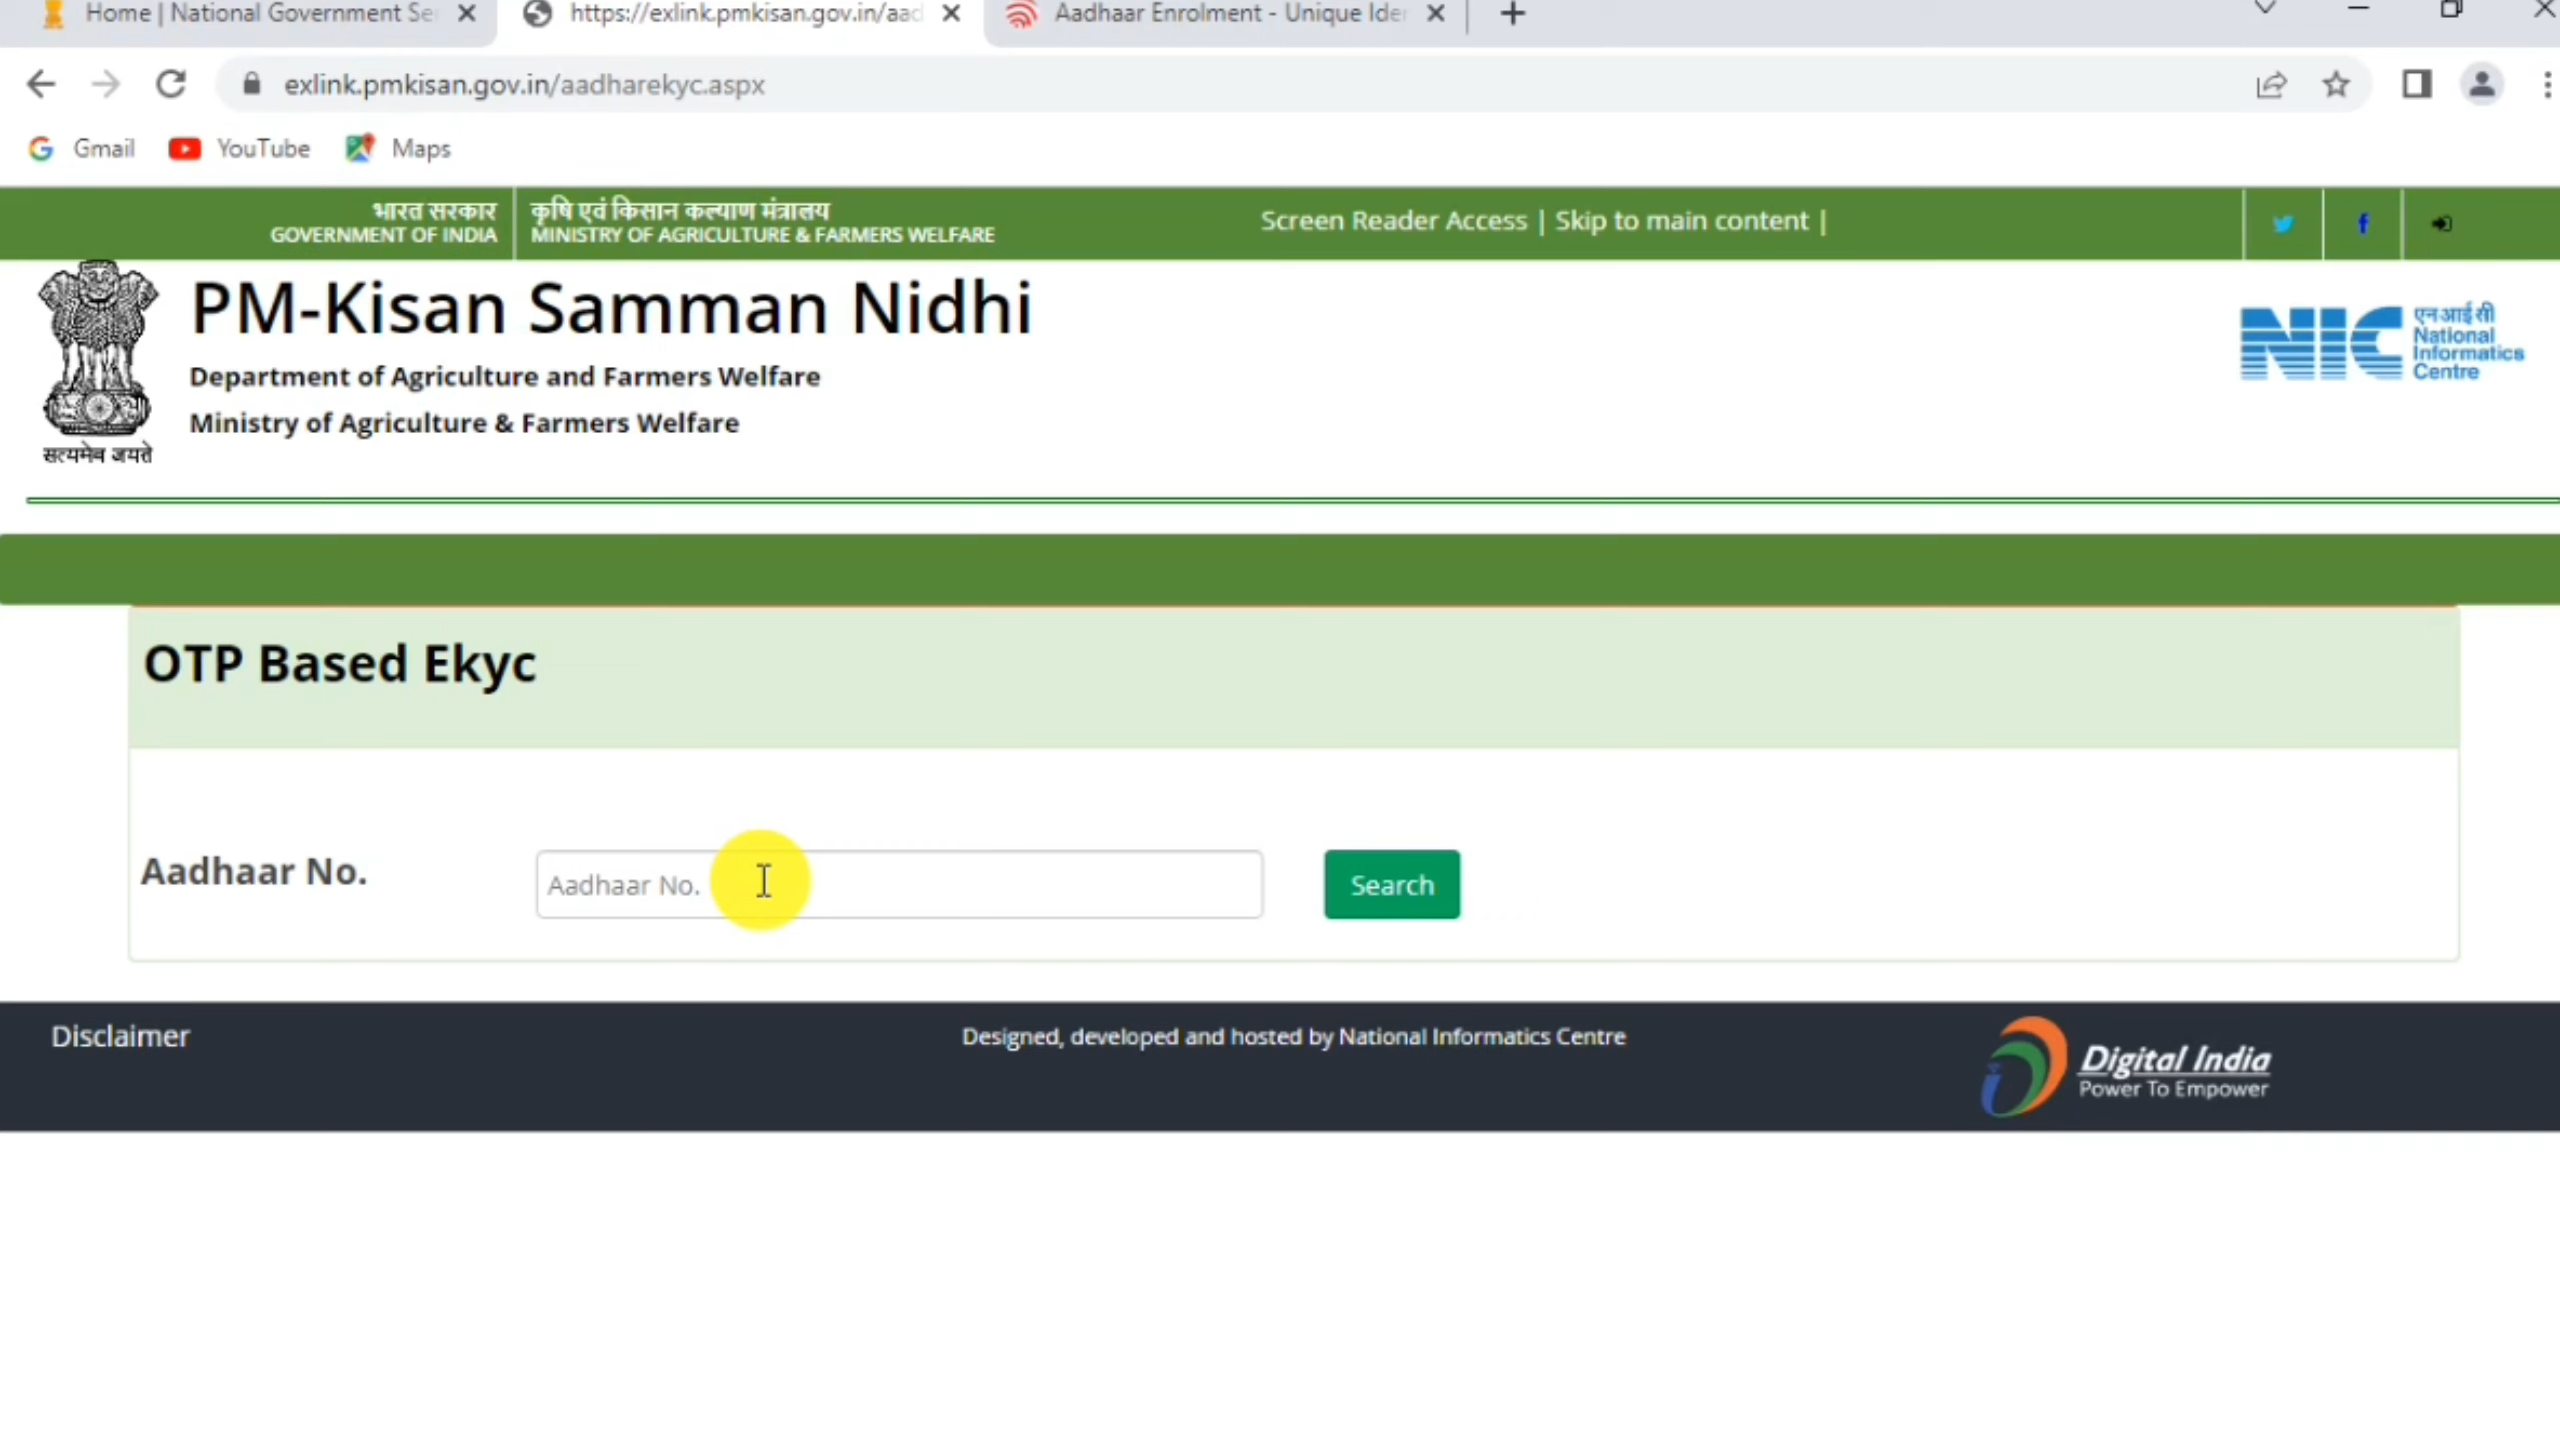 Home | National Government Ser
https://exlink.pmkisan.gov.in/aad
Aadhaar Enrolment - Unique Ider
exlink.pmkisan.gov.in/aadharekyc.aspx
Gmail
YouTube
Maps
भारत सरकार
GOVERNMENT OF INDIA
कृषि एवं किसान कल्याण मंत्रालय
MINISTRY OF AGRICULTURE & FARMERS WELFARE
Screen Reader Access | Skip to main content |
PM-Kisan Samman Nidhi
Department of Agriculture and Farmers Welfare
Ministry of Agriculture & Farmers Welfare
सत्यमेव जयते
NIC
एन आई सी
National
Informatics
Centre
OTP Based Ekyc
Aadhaar No.
Aadhaar No.
Search
Disclaimer
Designed, developed and hosted by National Informatics Centre
Digital India
Power To Empower